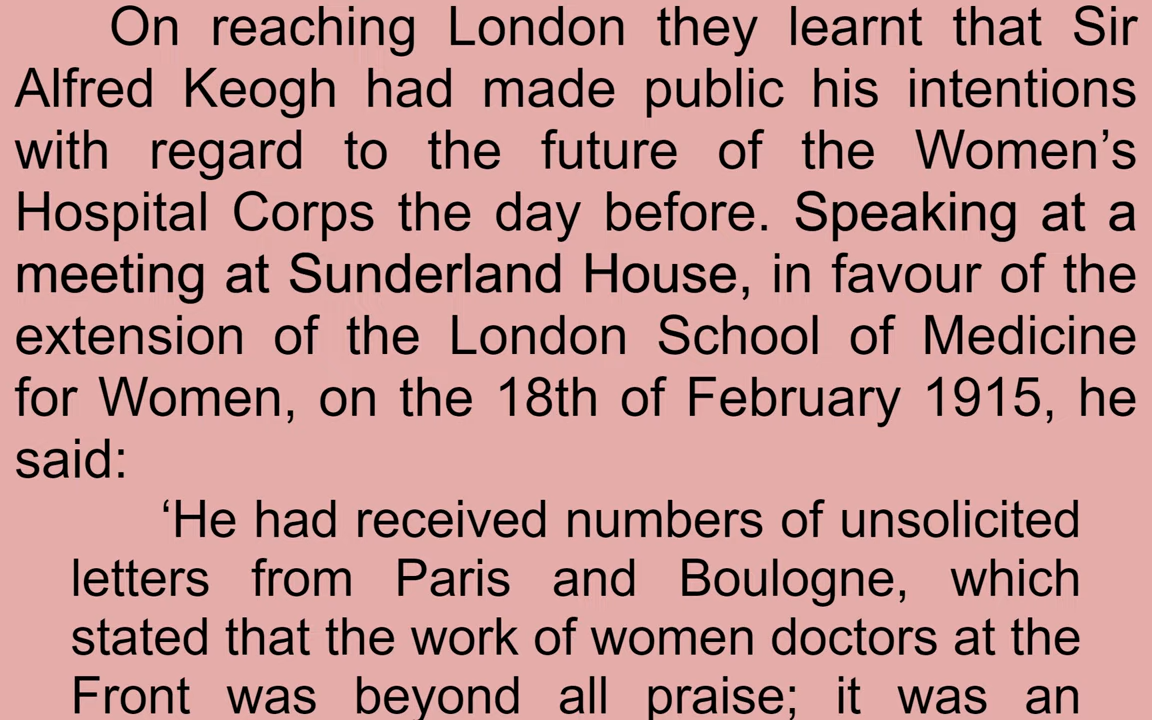 On reaching London they learnt that Sir
Alfred Keogh had made public his intentions
with regard to the future of the Women’s
Hospital Corps the day before. Speaking at a
meeting at Sunderland House, in favour of the
extension of the London School of Medicine
for Women, on the 18th of February 1915, he
said:
‘He had received numbers of unsolicited
letters from Paris and Boulogne, which
stated that the work of women doctors at the
Front was beyond all praise; it was an